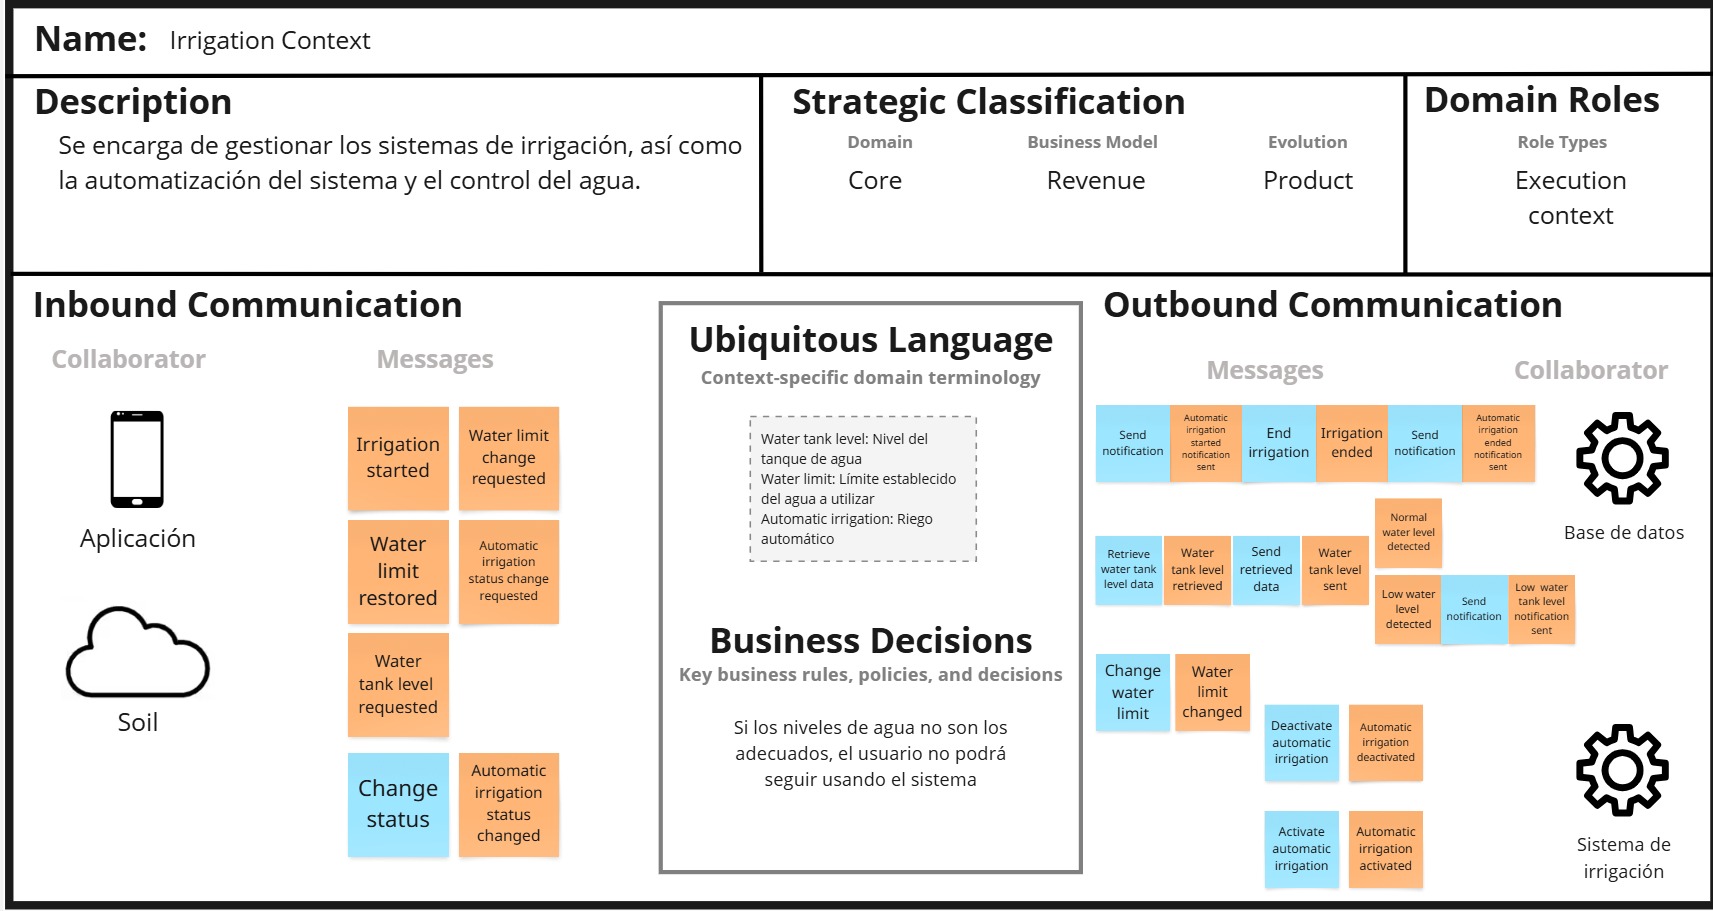 Name: Irrigation Context
Description
Se encarga de gestionar los sistemas de irrigación, así como
la automatización del sistema y el control del agua.
Strategic Classification
Domain
Core
Business Model
Revenue
Evolution
Product
Domain Roles
Role Types
Execution
context
Inbound Communication
Collaborator
Messages
Aplicación
Soil
Irrigation
started
Water limit
change
requested
Water
limit
restored
Automatic
irrigation
status change
requested
Water
tank level
requested
Change
status
Automatic
irrigation
status
changed
Ubiquitous Language
Context-specific domain terminology
Water tank level: Nivel del
tanque de agua
Water limit: Límite establecido
del agua a utilizar
Automatic irrigation: Riego
automático
Business Decisions
Key business rules, policies, and decisions
Si los niveles de agua no son los
adecuados, el usuario no podrá
seguir usando el sistema
Outbound Communication
Messages
Collaborator
Send
notification
Automatic
irrigation
started
notification
sent
End
irrigation
Irrigation
ended
Send
notification
Automatic
irrigation
ended
notification
sent
Base de datos
Retrieve
water tank
level data
Water
tank level
retrieved
Send
retrieved
data
Water
tank level
sent
Normal
water level
detected
Low water
level
detected
Send
notification
Low water
tank level
notification
sent
Change
water
limit
Water
limit
changed
Deactivate
automatic
irrigation
Automatic
irrigation
deactivated
Activate
automatic
irrigation
Automatic
irrigation
activated
Sistema de
irrigación